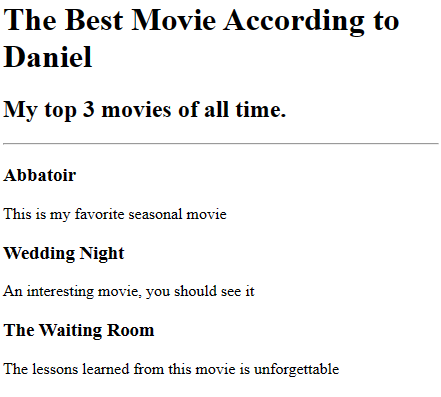 The Best Movie According to
Daniel
My top 3 movies of all time.
Abbatoir
This is my favorite seasonal movie
Wedding Night
An interesting movie, you should see it
The Waiting Room
The lessons learned from this movie is unforgettable